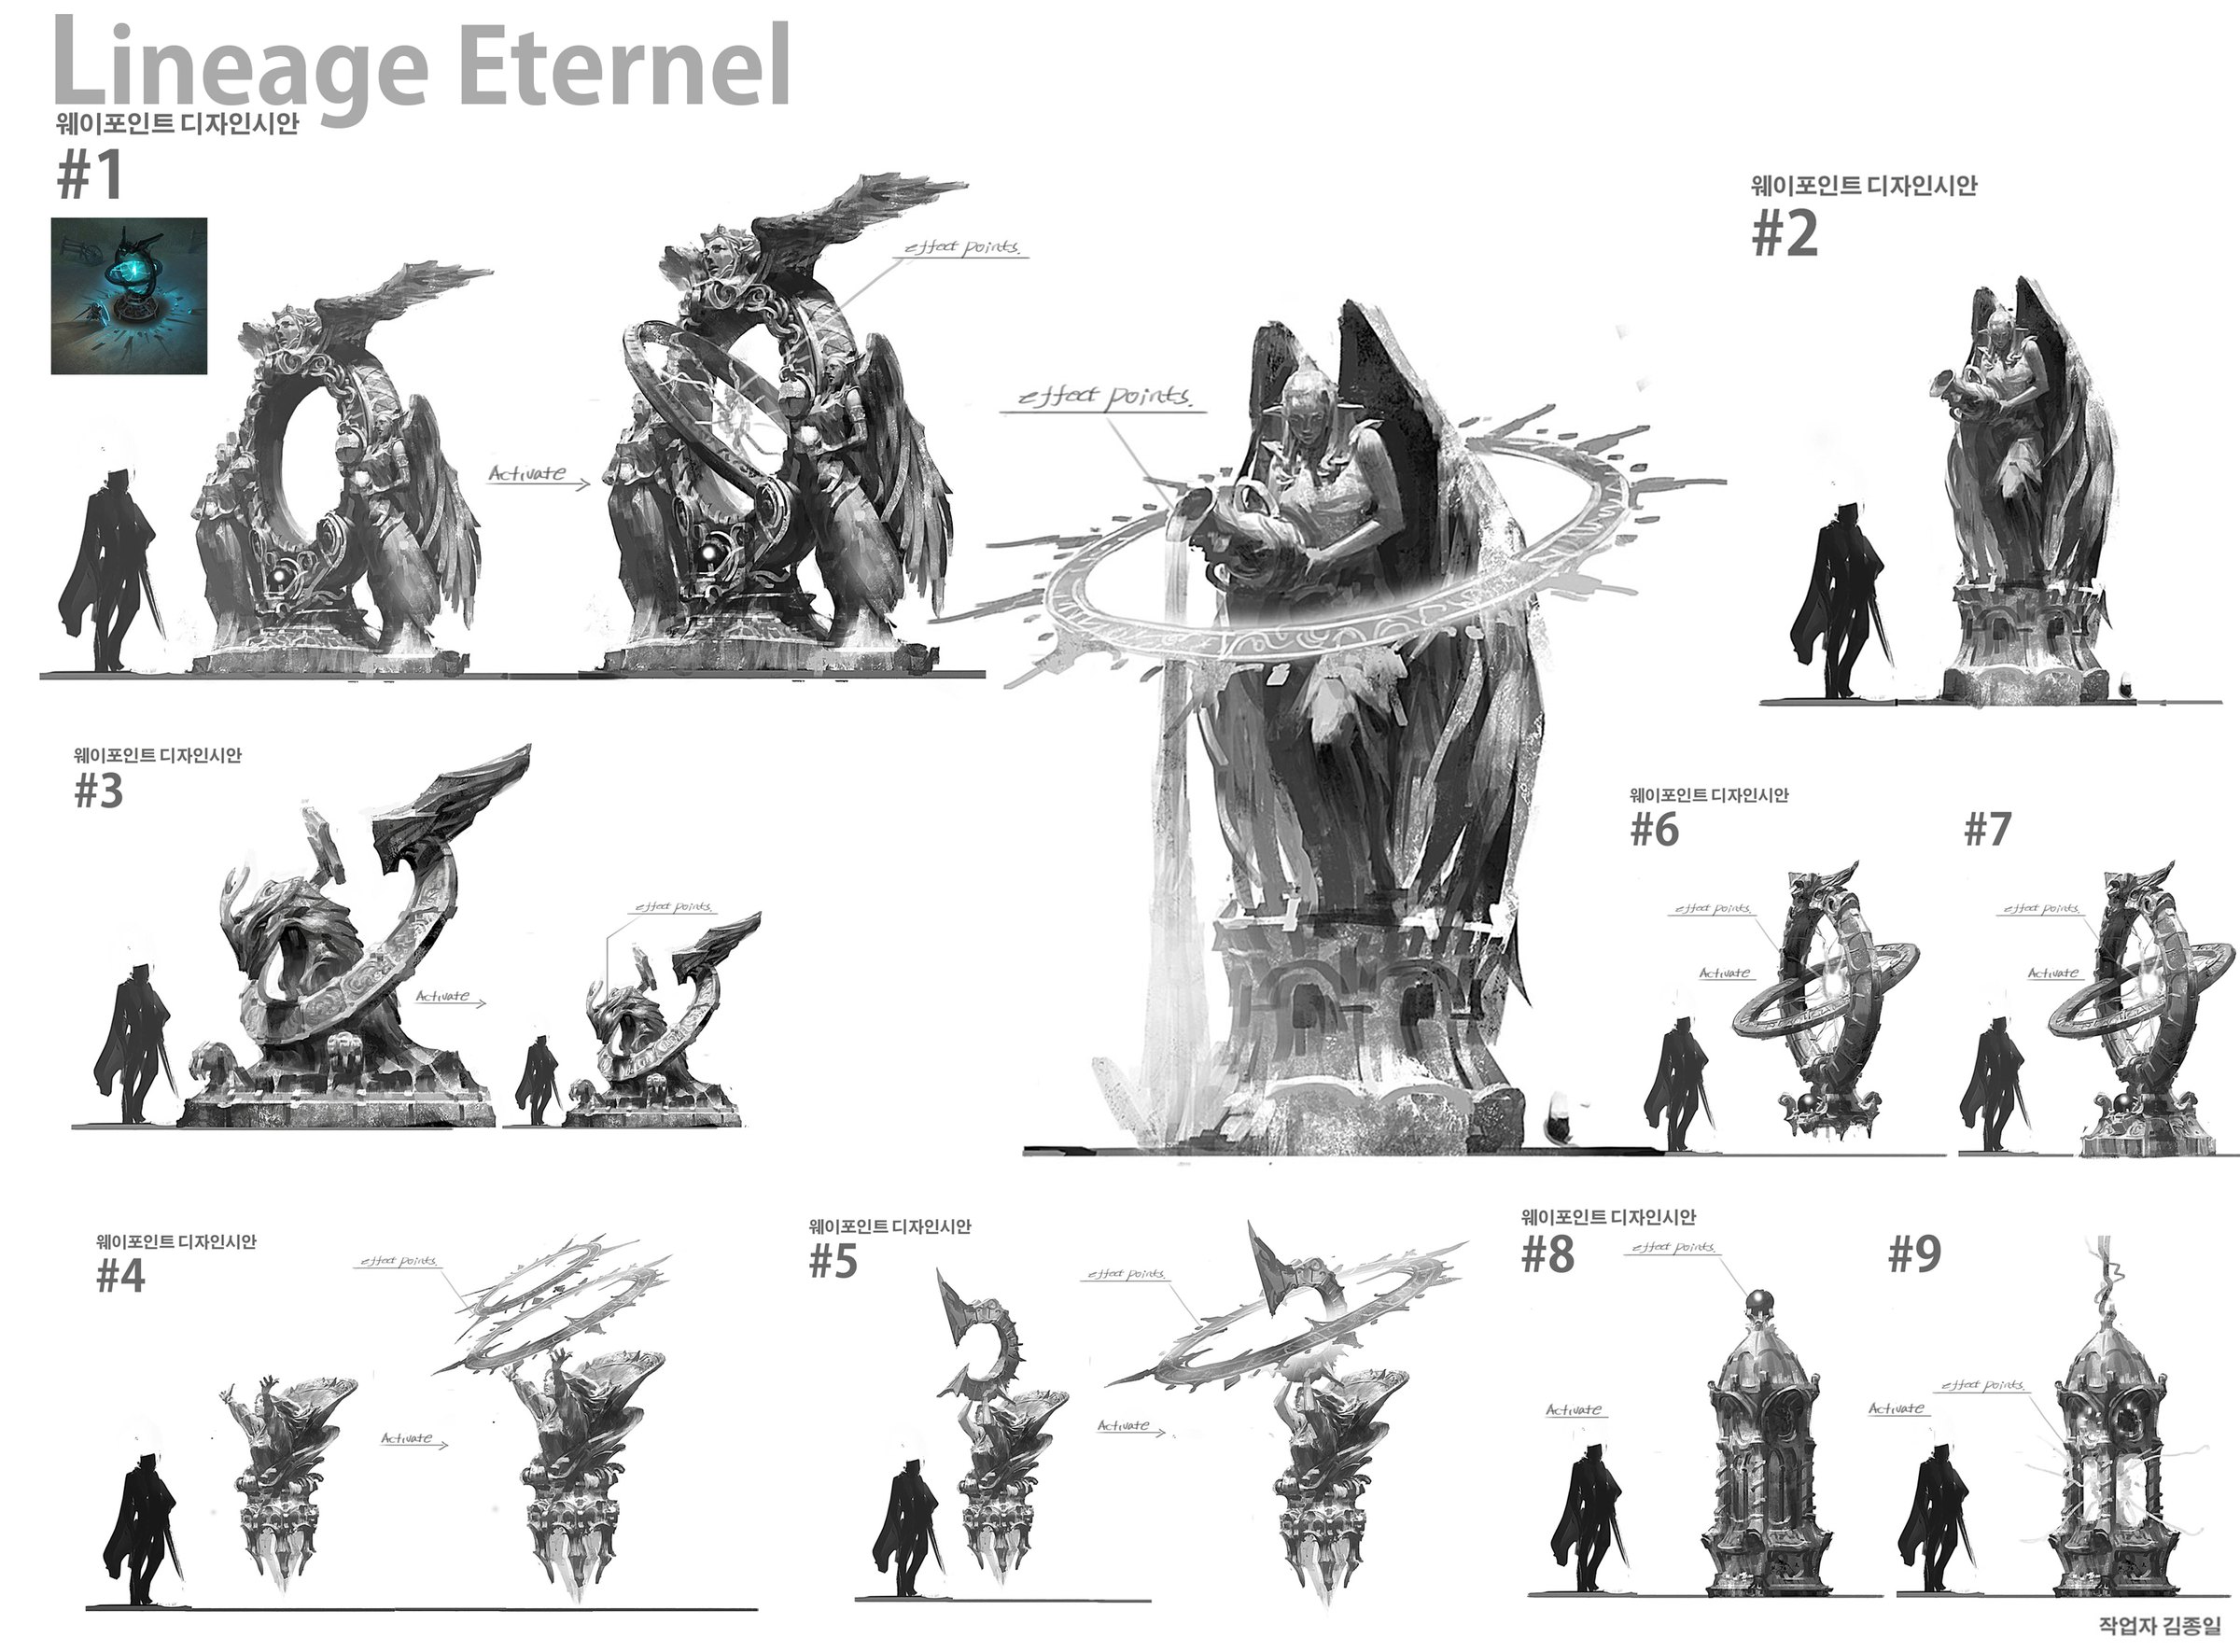 Lineage Eternel
웨이포인트 디자인시안
#1
effect points.
Activate
웨이포인트 디자인시안
#2
effect points.
웨이포인트 디자인시안
#3
effect points.
Activate
웨이포인트 디자인시안
#6
effect points.
Activate
#7
effect points.
Activate
웨이포인트 디자인시안
#4
effect points.
Activate
웨이포인트 디자인시안
#5
effect points.
Activate
웨이포인트 디자인시안
#8
effect points.
Activate
#9
effect points.
Activate
작업자 김종일